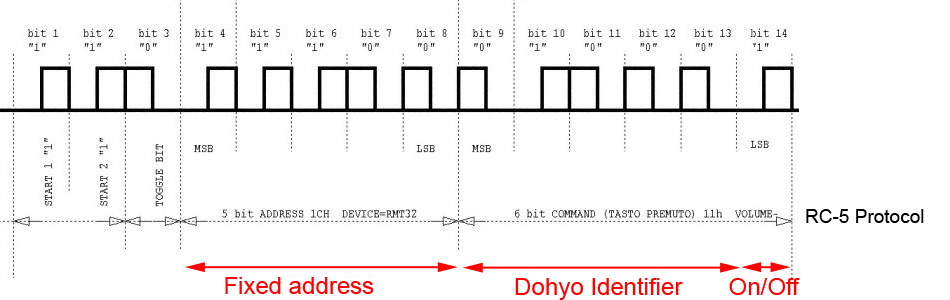 bit 1 bit 2 bit 3 bit 4 bit 5 bit 6 bit 7 bit 8 bit 9 bit 10 bit 11 bit 12 bit 13 bit 14
"1" "1" "0" "1" "1" "1" "0" "0" "0" "1" "0" "0" "0" "1"
START 1 "1"
START 2 "1"
TOGGLE BIT
MSB LSB MSB LSB
5 bit ADDRESS 1CH DEVICE=RMT32 6 bit COMMAND (TASTO PREMUTO) 11h VOLUME-
RC-5 Protocol
Fixed address Dohyo Identifier On/Off